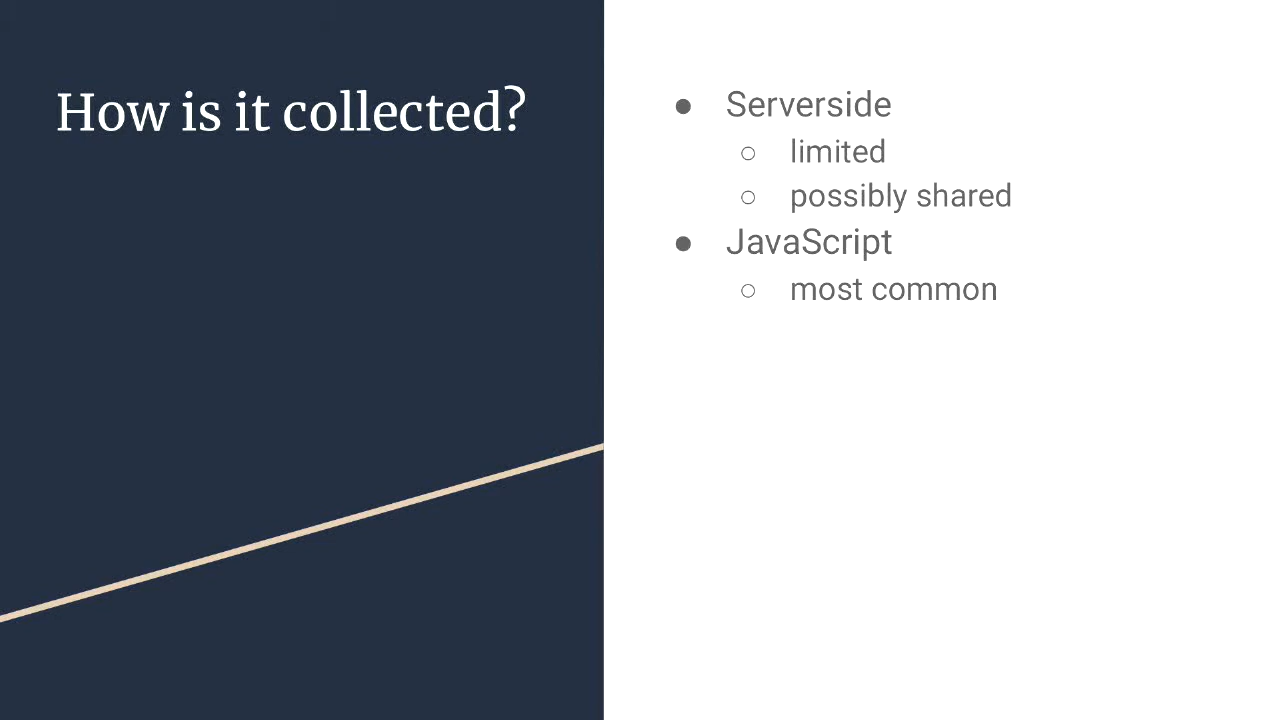 How is it collected?
● Serverside
○ limited
○ possibly shared
● JavaScript
○ most common